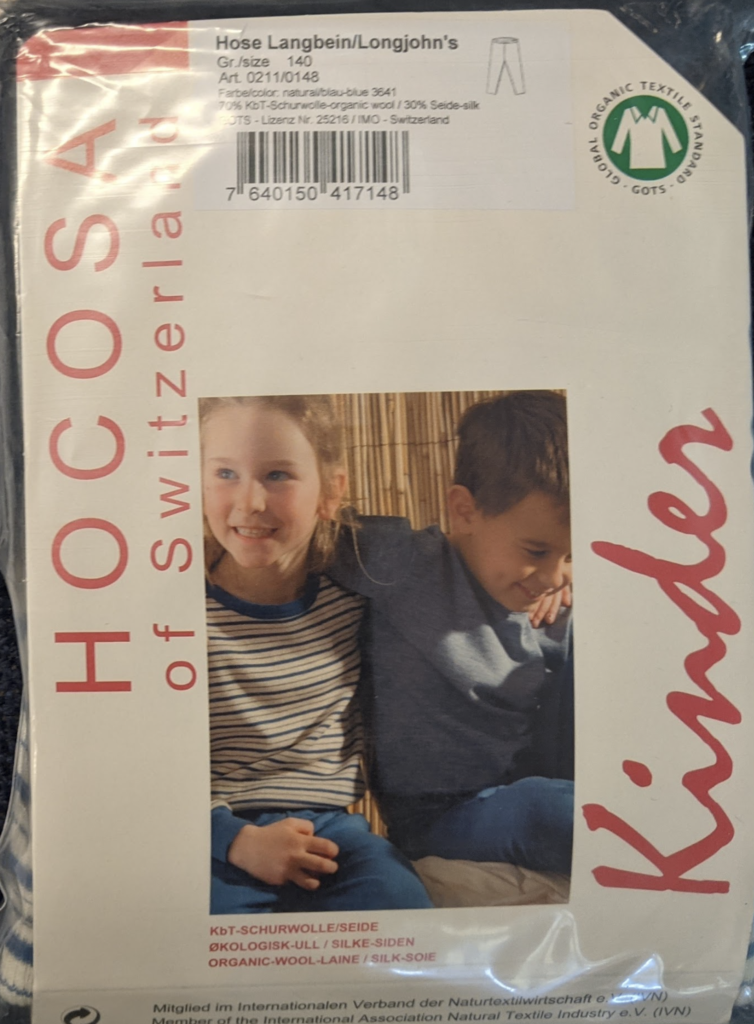 Hose Langbein/Longjohn's
Gr./size 140
Art. 0211/0148
Farbe/color: natural/blau-blue 3641
70% KbT-Schurwolle-organic wool / 30% Seide-silk
GOTS - Lizenz Nr. 25216 / IMO - Switzerland
7 640150 417148
GLOBAL ORGANIC TEXTILE STANDARD
· GOTS ·
HOCOSA
of Switzerland
Kinder
KbT-SCHURWOLLE/SEIDE
ØKOLOGISK-ULL / SILKE-SIDEN
ORGANIC-WOOL-LAINE / SILK-SOIE
Mitglied im Internationalen Verband der Naturtextilwirtschaft e.V. (IVN)
Member of the International Association Natural Textile Industry e.V. (IVN)